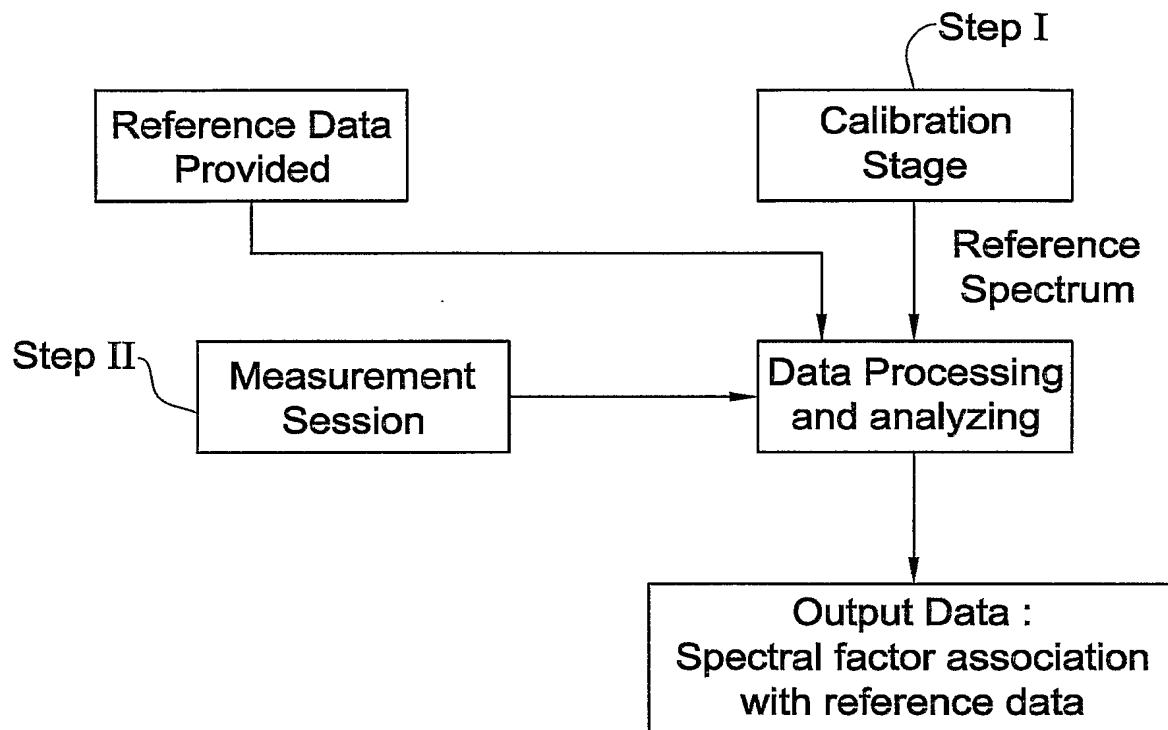 Step I
Reference Data
Provided
Calibration
Stage
Reference
Spectrum
Step II
Measurement
Session
Data Processing
and analyzing
Output Data :
Spectral factor association
with reference data